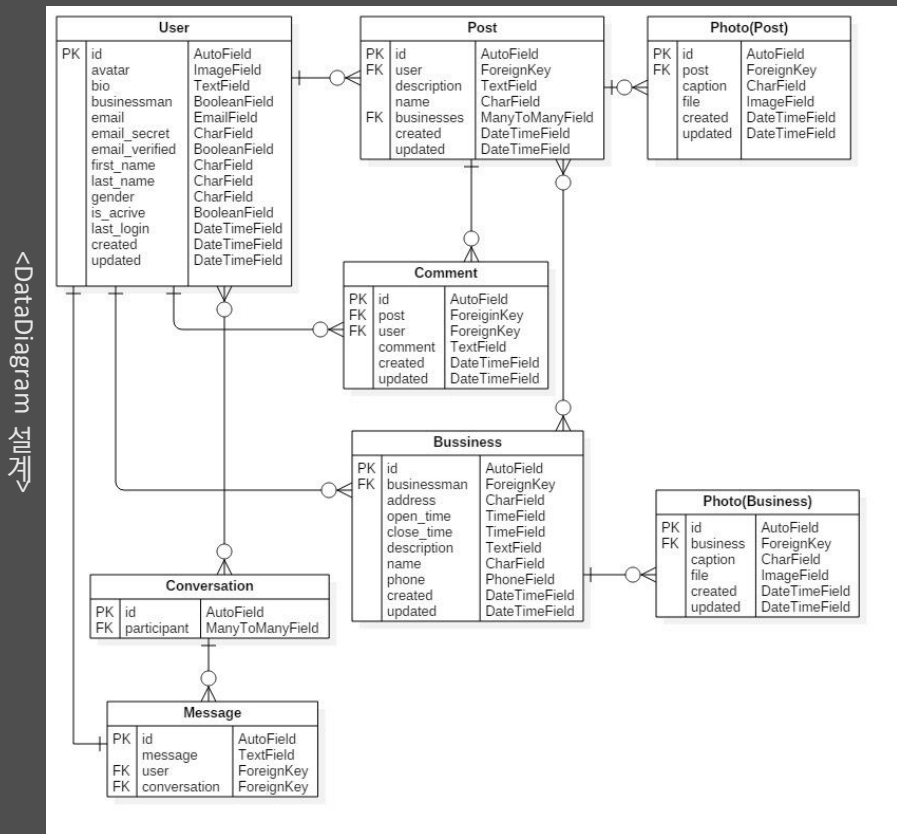 <DataDiagram 설계>
User
PK id AutoField
avatar ImageField
bio TextField
businessman BooleanField
email EmailField
email_secret CharField
email_verified BooleanField
first_name CharField
last_name CharField
gender CharField
is_acrive BooleanField
last_login DateTimeField
created DateTimeField
updated DateTimeField
Post
PK id AutoField
FK user ForeignKey
description TextField
name CharField
FK businesses ManyToManyField
created DateTimeField
updated DateTimeField
Photo(Post)
PK id AutoField
FK post ForeignKey
caption CharField
file ImageField
created DateTimeField
updated DateTimeField
Comment
PK id AutoField
FK post ForeiginKey
FK user ForeignKey
comment TextField
created DateTimeField
updated DateTimeField
Bussiness
PK id AutoField
FK businessman ForeignKey
address CharField
open_time TimeField
close_time TimeField
description TextField
name CharField
phone PhoneField
created DateTimeField
updated DateTimeField
Photo(Business)
PK id AutoField
FK business ForeignKey
caption CharField
file ImageField
created DateTimeField
updated DateTimeField
Conversation
PK id AutoField
FK participant ManyToManyField
Message
PK id AutoField
message TextField
FK user ForeignKey
FK conversation ForeignKey